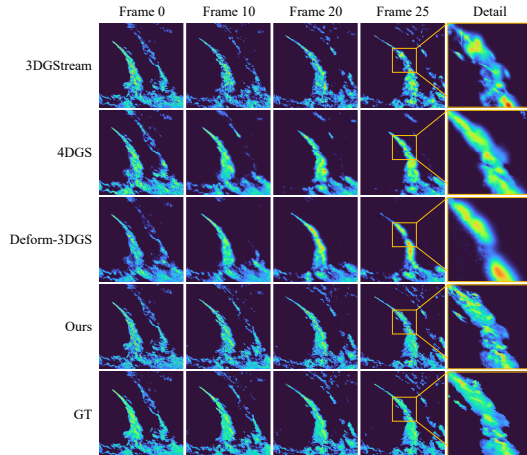 Frame 0 Frame 10 Frame 20 Frame 25 Detail
3DGStream
4DGS
Deform-3DGS
Ours
GT